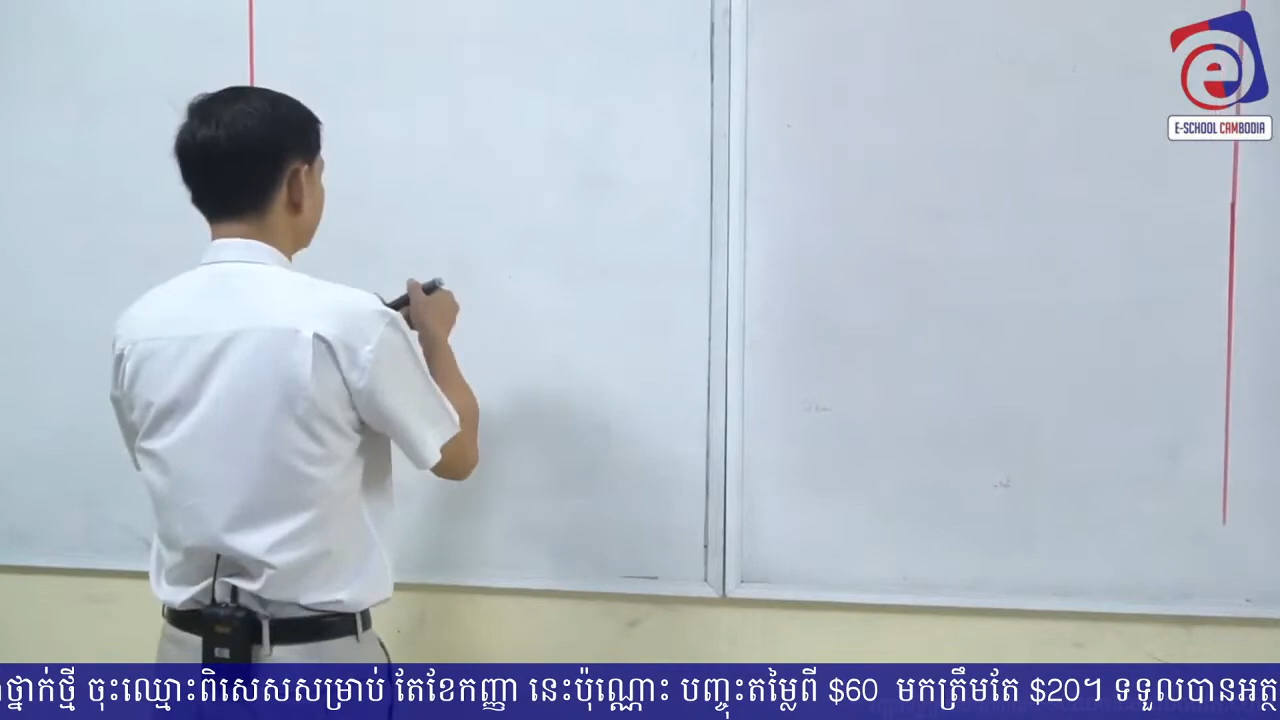 e
E-SCHOOL CAMBODIA
ថ្នាក់ថ្មី ចុះឈ្មោះពិសេសសម្រាប់ តែខែកញ្ញា នេះប៉ុណ្ណោះ បញ្ចុះតម្លៃពី $60 មកត្រឹមតែ $20។ ទទួលបានអត្ថ